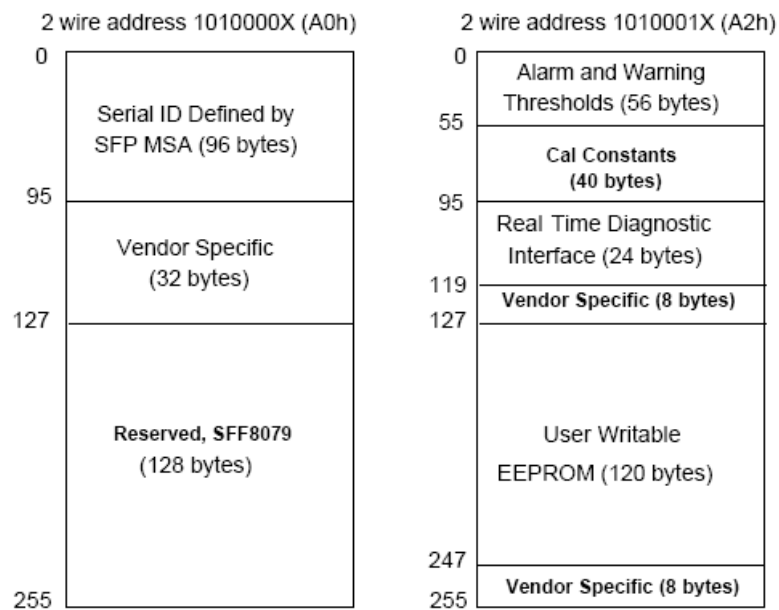 2 wire address 1010000X (A0h)
0
Serial ID Defined by
SFP MSA (96 bytes)
95
Vendor Specific
(32 bytes)
127
Reserved, SFF8079
(128 bytes)
255
2 wire address 1010001X (A2h)
0
Alarm and Warning
Thresholds (56 bytes)
55
Cal Constants
(40 bytes)
95
Real Time Diagnostic
Interface (24 bytes)
119
Vendor Specific (8 bytes)
127
User Writable
EEPROM (120 bytes)
247
Vendor Specific (8 bytes)
255